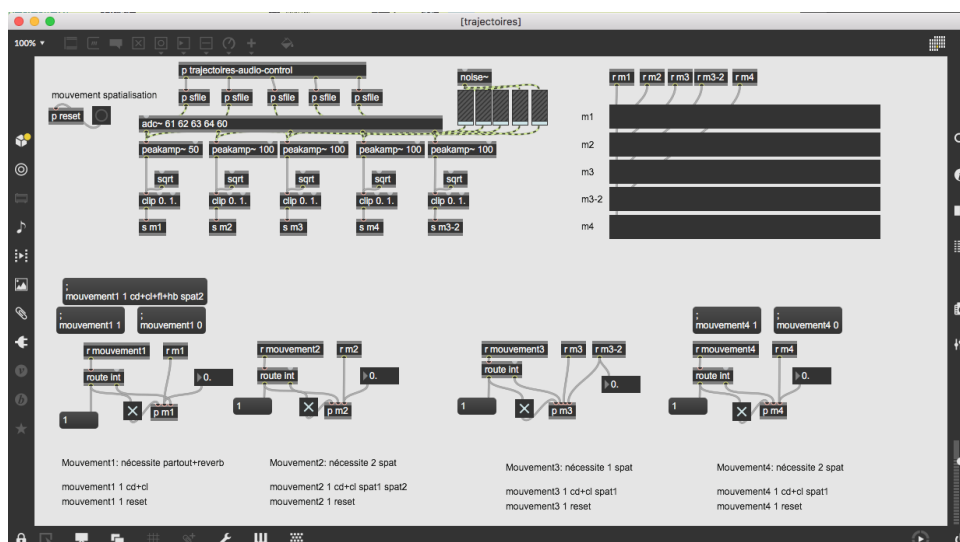 [trajectoires]
100% ▾
p trajectoires-audio-control
noise~
r m1 r m2 r m3 r m3-2 r m4
mouvement spatialisation
p sfile p sfile p sfile p sfile p sfile
p reset
adc~ 61 62 63 64 60
m1
peakamp~ 50 peakamp~ 100 peakamp~ 100 peakamp~ 100 peakamp~ 100
m2
sqrt sqrt sqrt sqrt
m3
clip 0. 1. clip 0. 1. clip 0. 1. clip 0. 1. clip 0. 1.
m3-2
s m1 s m2 s m3 s m4 s m3-2
m4
;
mouvement1 1 cd+cl+fl+hb spat2
;
mouvement1 1
;
mouvement1 0
;
mouvement4 1
;
mouvement4 0
r mouvement1 r m1 r mouvement2 r m2 r mouvement3 r m3 r m3-2 r mouvement4 r m4
route int 0. route int 0. route int 0. route int 0.
1 p m1 1 p m2 1 p m3 1 p m4
Mouvement1: nécessite partout+reverb
mouvement1 1 cd+cl
mouvement1 1 reset
Mouvement2: nécessite 2 spat
mouvement2 1 cd+cl spat1 spat2
mouvement2 1 reset
Mouvement3: nécessite 1 spat
mouvement3 1 cd+cl spat1
mouvement3 1 reset
Mouvement4: nécessite 2 spat
mouvement4 1 cd+cl spat1
mouvement4 1 reset